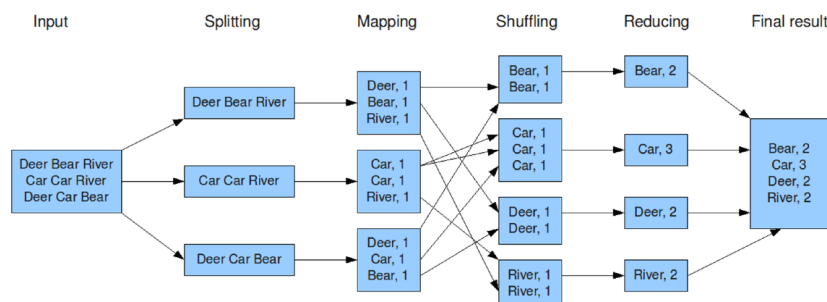 Input
Splitting
Mapping
Shuffling
Reducing
Final result
Deer Bear River
Car Car River
Deer Car Bear
Deer Bear River
Car Car River
Deer Car Bear
Deer, 1
Bear, 1
River, 1
Car, 1
Car, 1
River, 1
Deer, 1
Car, 1
Bear, 1
Bear, 1
Bear, 1
Car, 1
Car, 1
Car, 1
Deer, 1
Deer, 1
River, 1
River, 1
Bear, 2
Car, 3
Deer, 2
River, 2
Bear, 2
Car, 3
Deer, 2
River, 2